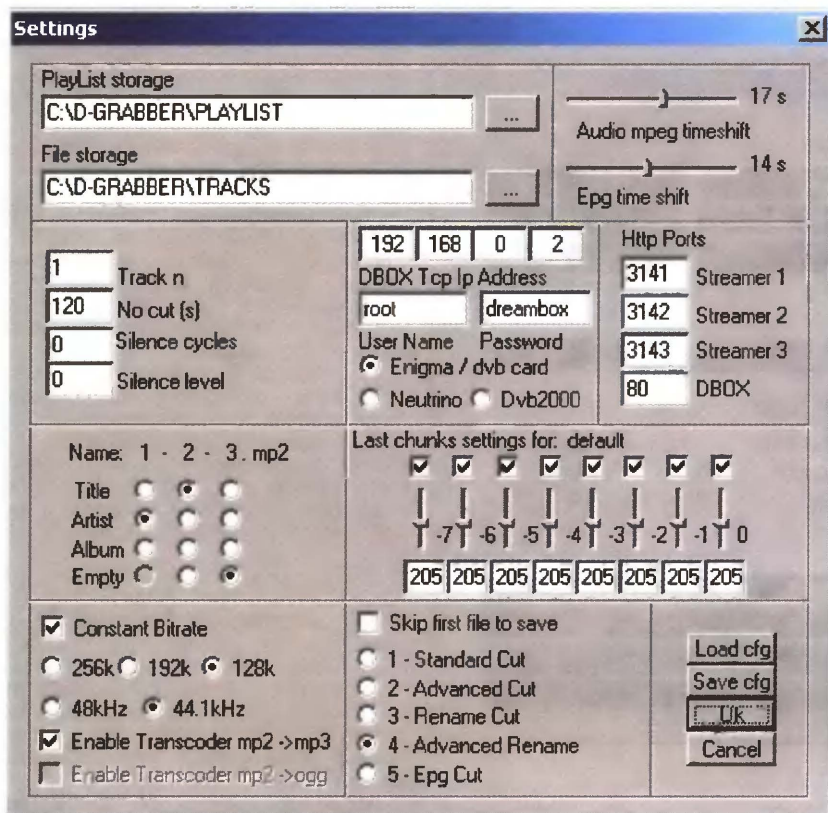 Settings
PlayList storage
C:\D-GRABBER\PLAYLIST
...
File storage
C:\D-GRABBER\TRACKS
...
17 s
Audio mpeg timeshift
14 s
Epg time shift
1 Track n
120 No cut (s)
0 Silence cycles
0 Silence level
192 168 0 2
DBOX Tcp Ip Address
root dreambox
User Name Password
Enigma / dvb card
Neutrino Dvb2000
Http Ports
3141 Streamer 1
3142 Streamer 2
3143 Streamer 3
80 DBOX
Name: 1 - 2 - 3 . mp2
Title
Artist
Album
Empty
Last chunks settings for: default
-7 -6 -5 -4 -3 -2 -1 0
205 205 205 205 205 205 205 205
Constant Bitrate
256k 192k 128k
48kHz 44.1kHz
Enable Transcoder mp2 ->mp3
Enable Transcoder mp2 ->ogg
Skip first file to save
1 - Standard Cut
2 - Advanced Cut
3 - Rename Cut
4 - Advanced Rename
5 - Epg Cut
Load cfg
Save cfg
Ok
Cancel